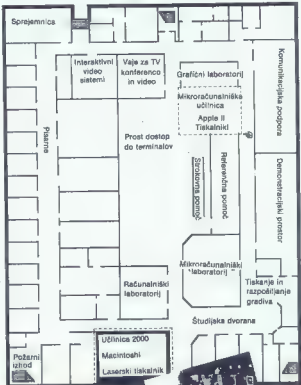 Sprejemnica
Interaktivni
video
sistemi
Vaje za TV
konferenco
in video
Grafični laboratorij
Mikroračunalniška
učilnica
Apple II
Tiskalniki
Komunikacijska podpora
Pisarne
Prost dostop
do terminalov
Strokovna pomoč
Referenčna pomoč
Demonstracijski prostor
Mikroračunalniški
laboratorij
Računalniški
laboratorij
Tiskanje in
razpošiljanje
gradiva
Študijska dvorana
Učilnica 2000
Macintoshi
Laserski tiskalnik
Požarni
izhod